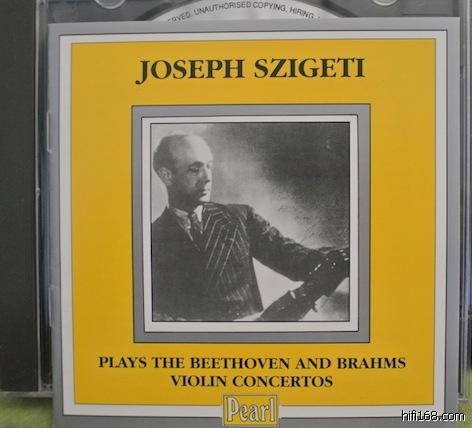 RVED. UNAUTHORISED COPYING, HIRING,
JOSEPH SZIGETI
PLAYS THE BEETHOVEN AND BRAHMS
VIOLIN CONCERTOS
Pearl
hifi168.com